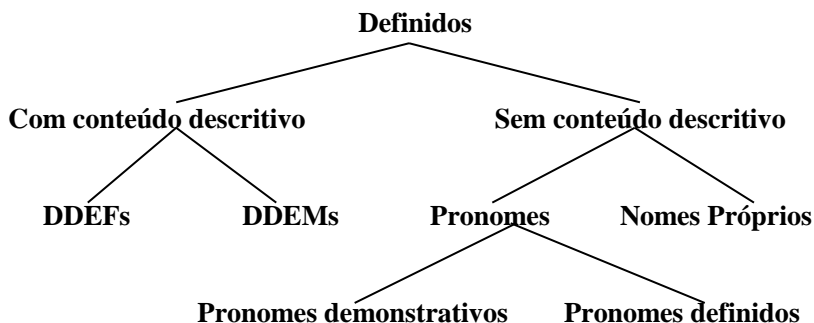 Definidos
Com conteúdo descritivo Sem conteúdo descritivo
DDEFs DDEMs Pronomes Nomes Próprios
Pronomes demonstrativos Pronomes definidos